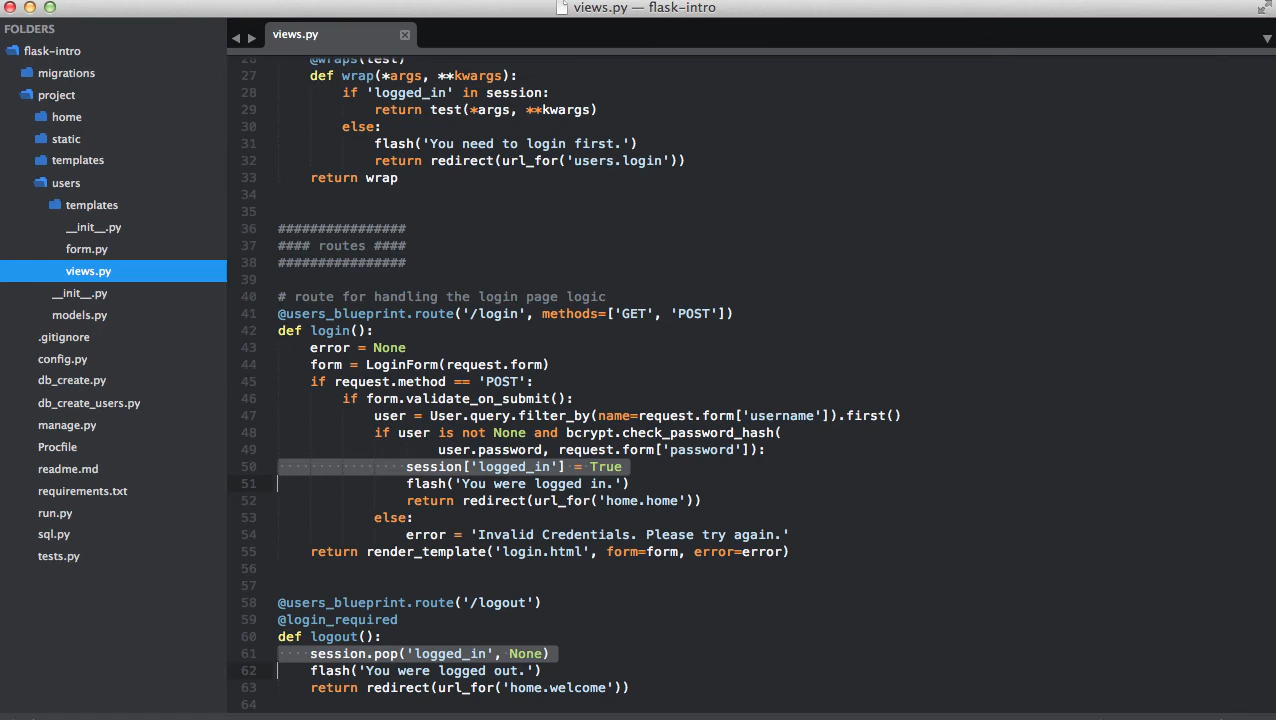 views.py — flask-intro
FOLDERS
flask-intro
migrations
project
home
static
templates
users
templates
__init__.py
form.py
views.py
__init__.py
models.py
.gitignore
config.py
db_create.py
db_create_users.py
manage.py
Procfile
readme.md
requirements.txt
run.py
sql.py
tests.py
views.py
26     @wraps(test)
27     def wrap(*args, **kwargs):
28         if 'logged_in' in session:
29             return test(*args, **kwargs)
30         else:
31             flash('You need to login first.')
32             return redirect(url_for('users.login'))
33     return wrap
34
35
36 ################
37 #### routes ####
38 ################
39
40 # route for handling the login page logic
41 @users_blueprint.route('/login', methods=['GET', 'POST'])
42 def login():
43     error = None
44     form = LoginForm(request.form)
45     if request.method == 'POST':
46         if form.validate_on_submit():
47             user = User.query.filter_by(name=request.form['username']).first()
48             if user is not None and bcrypt.check_password_hash(
49                     user.password, request.form['password']):
50                 session['logged_in'] = True
51                 flash('You were logged in.')
52                 return redirect(url_for('home.home'))
53             else:
54                 error = 'Invalid Credentials. Please try again.'
55     return render_template('login.html', form=form, error=error)
56
57
58 @users_blueprint.route('/logout')
59 @login_required
60 def logout():
61     session.pop('logged_in', None)
62     flash('You were logged out.')
63     return redirect(url_for('home.welcome'))
64